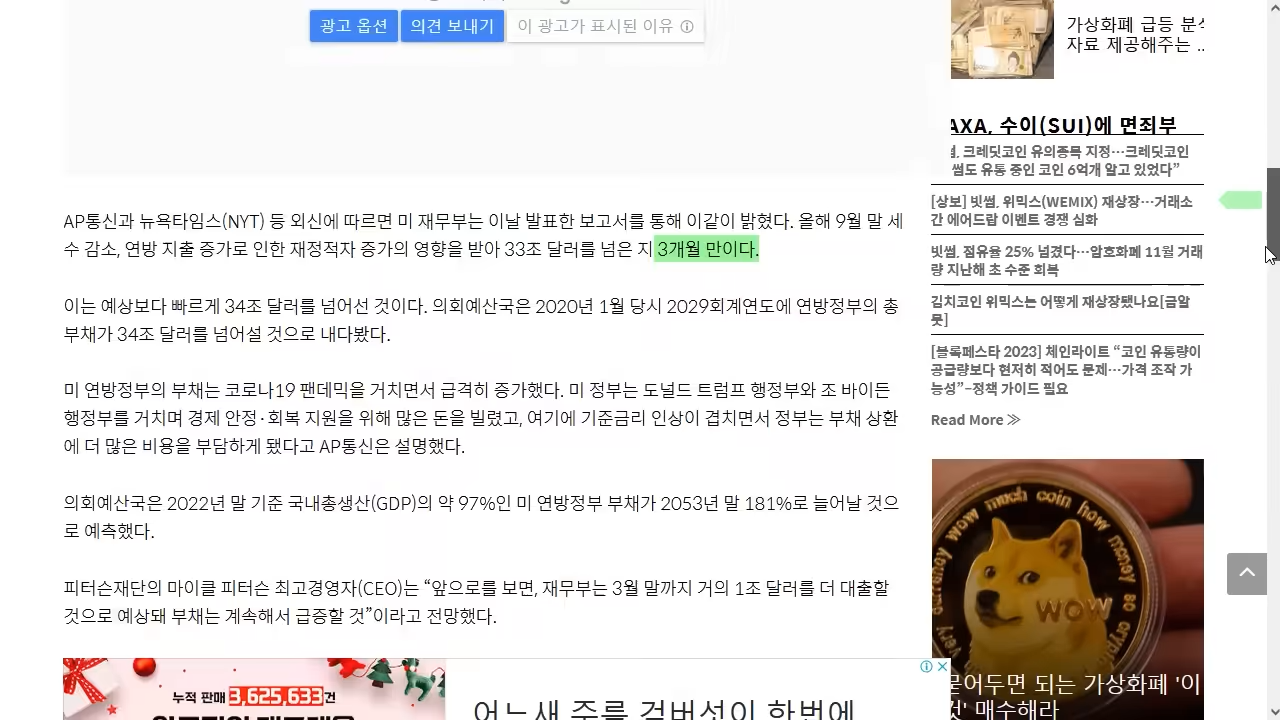 광고 옵션
의견 보내기
이 광고가 표시된 이유 ⓘ
AP통신과 뉴욕타임스(NYT) 등 외신에 따르면 미 재무부는 이날 발표한 보고서를 통해 이같이 밝혔다. 올해 9월 말 세
수 감소, 연방 지출 증가로 인한 재정적자 증가의 영향을 받아 33조 달러를 넘은 지 3개월 만이다.
이는 예상보다 빠르게 34조 달러를 넘어선 것이다. 의회예산국은 2020년 1월 당시 2029회계연도에 연방정부의 총
부채가 34조 달러를 넘어설 것으로 내다봤다.
미 연방정부의 부채는 코로나19 팬데믹을 거치면서 급격히 증가했다. 미 정부는 도널드 트럼프 행정부와 조 바이든
행정부를 거치며 경제 안정·회복 지원을 위해 많은 돈을 빌렸고, 여기에 기준금리 인상이 겹치면서 정부는 부채 상환
에 더 많은 비용을 부담하게 됐다고 AP통신은 설명했다.
의회예산국은 2022년 말 기준 국내총생산(GDP)의 약 97%인 미 연방정부 부채가 2053년 말 181%로 늘어날 것으
로 예측했다.
피터슨재단의 마이클 피터슨 최고경영자(CEO)는 “앞으로를 보면, 재무부는 3월 말까지 거의 1조 달러를 더 대출할
것으로 예상돼 부채는 계속해서 급증할 것”이라고 전망했다.
누적 판매 3,625,633건
가상화폐 급등 분석
자료 제공해주는 ..
AXA, 수이(SUI)에 면죄부
썸, 크레딧코인 유의종목 지정…크레딧코인
썸도 유통 중인 코인 6억개 알고 있었다”
[상보] 빗썸, 위믹스(WEMIX) 재상장…거래소
간 에어드랍 이벤트 경쟁 심화
빗썸, 점유율 25% 넘겼다…암호화폐 11월 거래
량 지난해 초 수준 회복
김치코인 위믹스는 어떻게 재상장됐나요[금알
못]
[블록페스타 2023] 체인라이트 “코인 유통량이
공급량보다 현저히 적어도 문제…가격 조작 가
능성”–정책 가이드 필요
Read More ≫
wow much coin how money so crypto
very currency
WOW
묻어두면 되는 가상화폐 '이
것' 매수해라